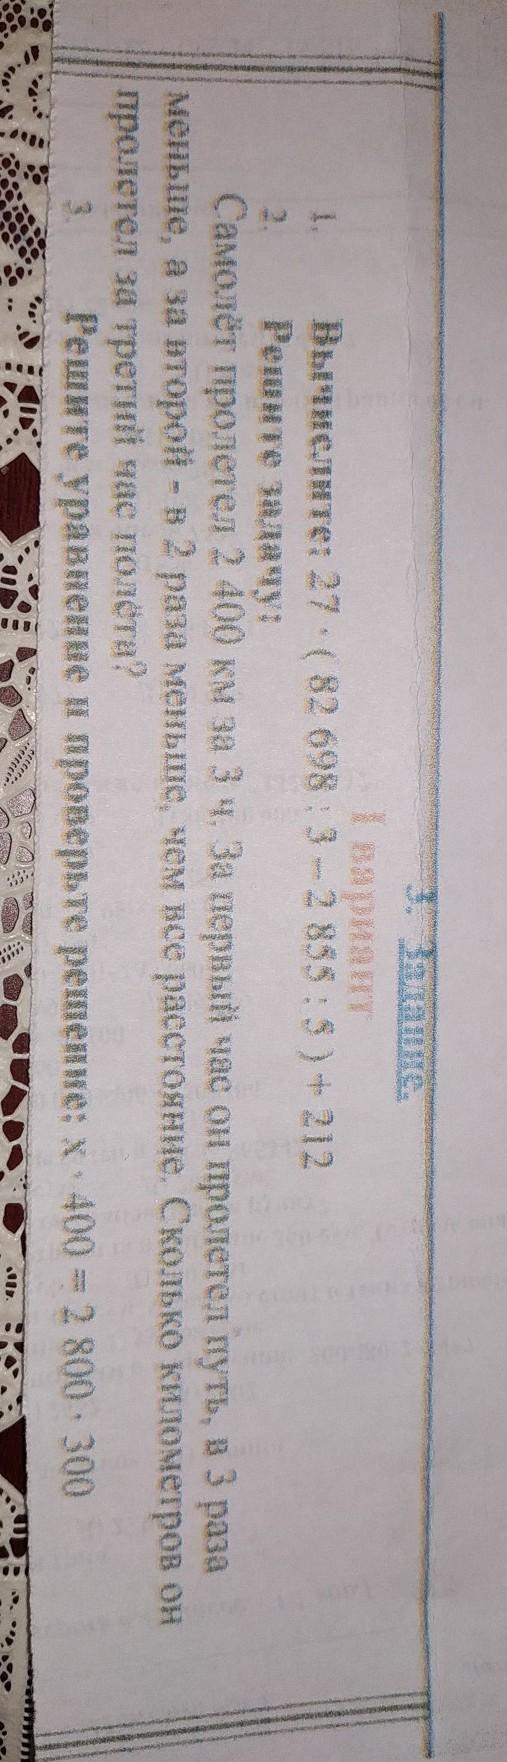 3. Задание.
I вариант
1. Вычислите: 27 · ( 82 698 : 3 – 2 855 : 5 ) + 212
2. Решите задачу:
Самолёт пролетел 2 400 км за 3 ч. За первый час он пролетел путь, в 3 раза
меньше, а за второй - в 2 раза меньше, чем все расстояние. Сколько километров он
пролетел за третий час полёта?
3. Решите уравнение и проверьте решение: x · 400 = 2 800 · 300